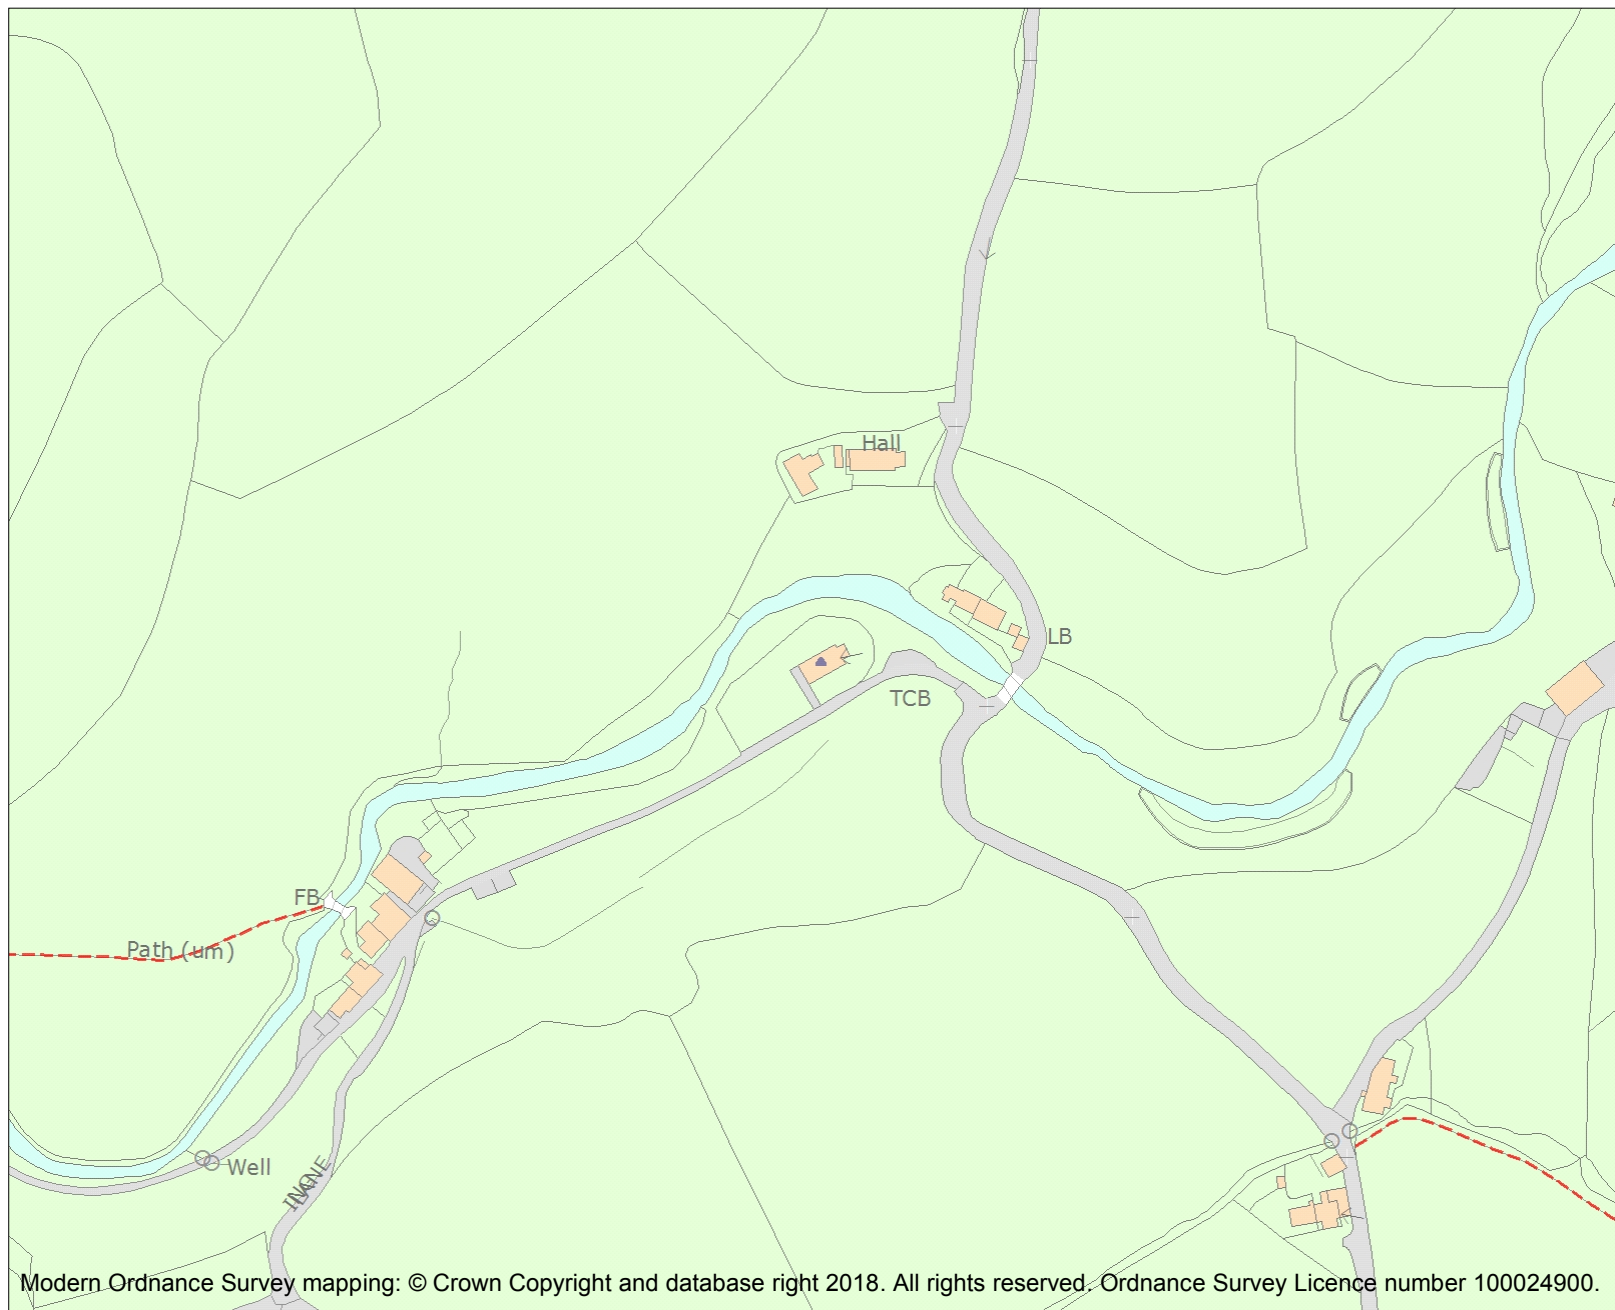 Hall
LB
TCB
FB
Path (um)
Well
LANE
Modern Ordnance Survey mapping: © Crown Copyright and database right 2018. All rights reserved. Ordnance Survey Licence number 100024900.